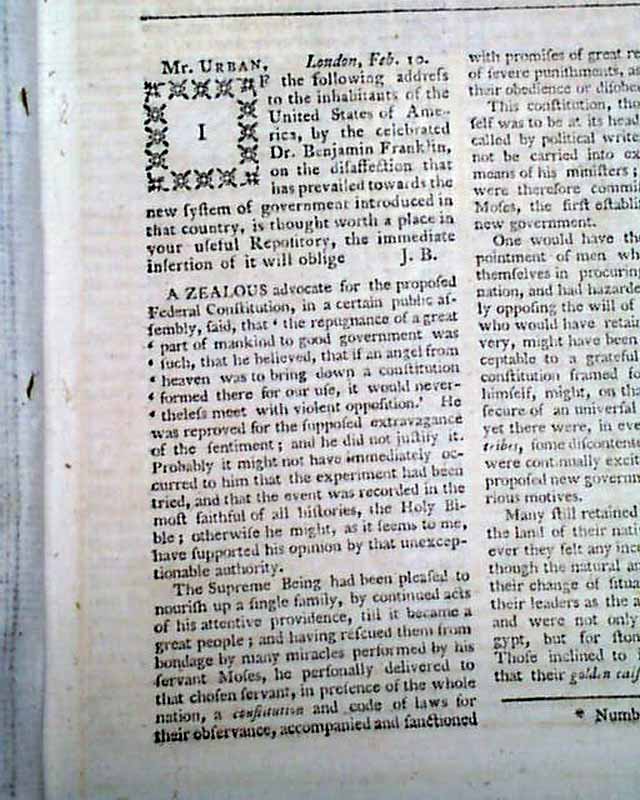 Mr. URBAN, London, Feb. 10.
IF the following addreſs
to the inhabitants of the
United States of Ame-
rica, by the celebrated
Dr. Benjamin Franklin,
on the diſaffection that
has prevailed towards the
new ſyſtem of government introduced in
that country, is thought worth a place in
your uſeful Repoſitory, the immediate
inſertion of it will oblige J. B.
A ZEALOUS advocate for the propoſed
Federal Conſtitution, in a certain public aſ-
ſembly, ſaid, that ‘ the repugnance of a great
‘ part of mankind to good government was
‘ ſuch, that he believed, that if an angel from
‘ heaven was to bring down a conſtitution
‘ formed there for our uſe, it would never-
‘ theleſs meet with violent oppoſition.’ He
was reproved for the ſuppoſed extravagance
of the ſentiment; and he did not juſtify it.
Probably it might not have immediately oc-
curred to him that the experiment had been
tried, and that the event was recorded in the
moſt faithful of all hiſtories, the Holy Bi-
ble; otherwiſe he might, as it ſeems to me,
have ſupported his opinion by that unexcep-
tionable authority.
The Supreme Being had been pleaſed to
nouriſh up a ſingle family, by continued acts
of his attentive providence, till it became a
great people; and having reſcued them from
bondage by many miracles performed by his
ſervant Moſes, he perſonally delivered to
that choſen ſervant, in preſence of the whole
nation, a conſtitution and code of laws for
their obſervance, accompanied and ſanctioned
with promiſes of great re
of ſevere puniſhments, as
their obedience or diſobed
This conſtitution, the
ſelf was to be at its head
called by political write
not be carried into ex
means of his miniſters;
were therefore commi
Moſes, the firſt eſtabli
new government.
One would have tho
pointment of men wh
themſelves in procurin
nation, and had hazarde
ly oppoſing the will of
who would have retain
very, might have been
ceptable to a grateful
conſtitution framed fo
himſelf, might, on tha
ſecure of an univerſal
yet there were, in eve
tribes, ſome diſcontente
were continually excit
propoſed new governm
rious motives.
Many ſtill retained
the land of their nati
ever they felt any inc
though the natural an
their change of ſitua
their leaders as the a
and were not only
gypt, but for ſton
Thoſe inclined to i
that their golden calf
* Numb